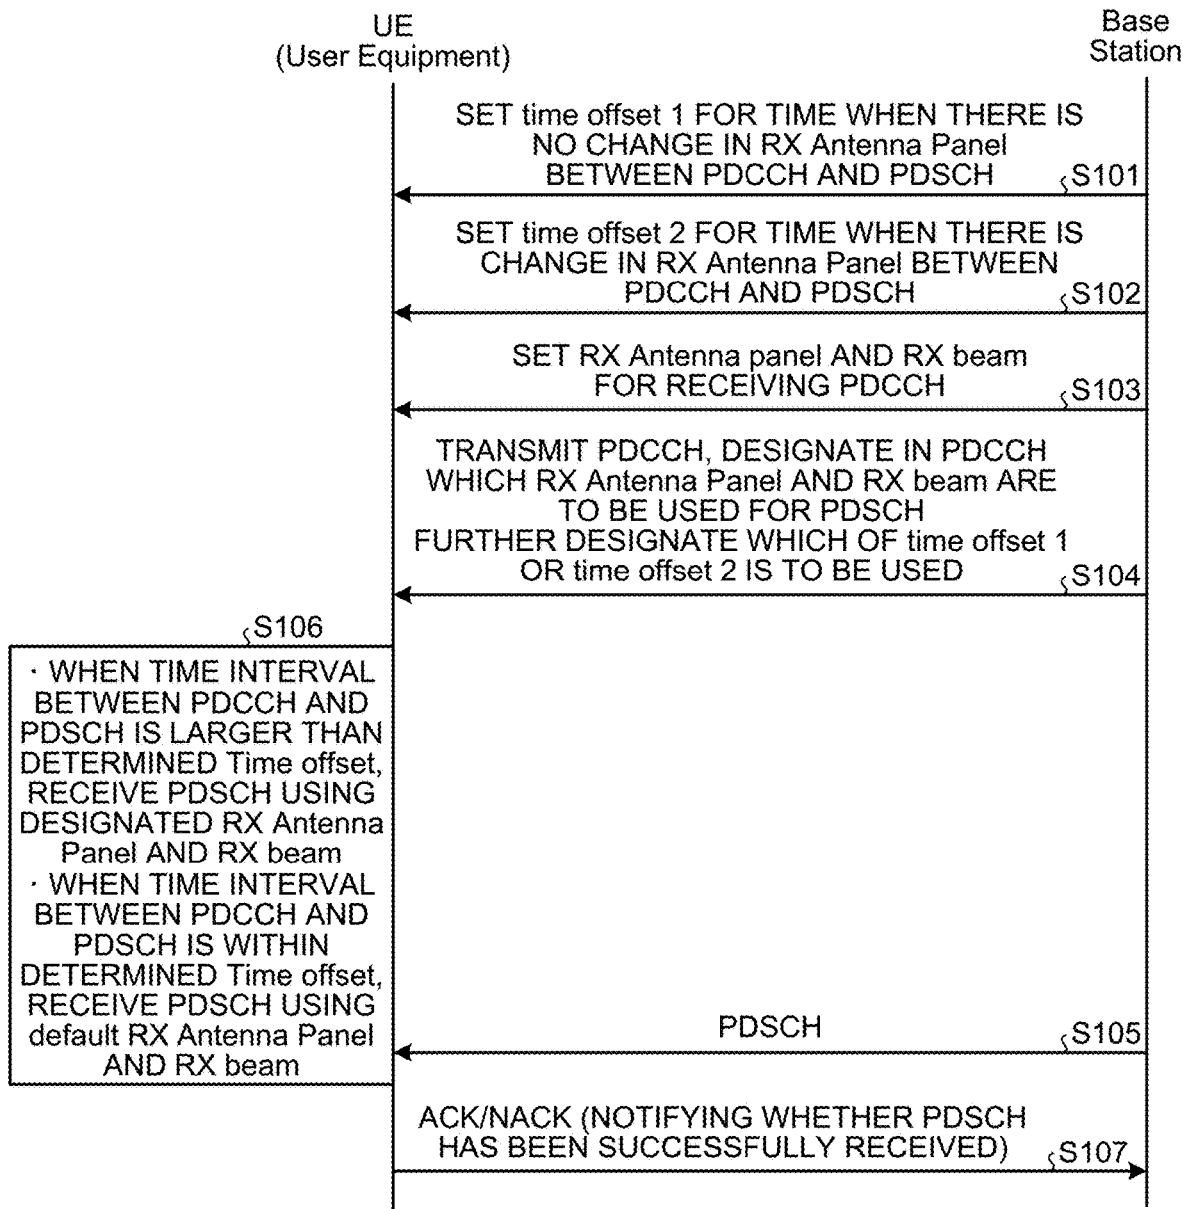 UE
(User Equipment)
Base
Station
SET time offset 1 FOR TIME WHEN THERE IS
NO CHANGE IN RX Antenna Panel
BETWEEN PDCCH AND PDSCH
S101
SET time offset 2 FOR TIME WHEN THERE IS
CHANGE IN RX Antenna Panel BETWEEN
PDCCH AND PDSCH
S102
SET RX Antenna panel AND RX beam
FOR RECEIVING PDCCH
S103
TRANSMIT PDCCH, DESIGNATE IN PDCCH
WHICH RX Antenna Panel AND RX beam ARE
TO BE USED FOR PDSCH
FURTHER DESIGNATE WHICH OF time offset 1
OR time offset 2 IS TO BE USED
S104
S106
· WHEN TIME INTERVAL
BETWEEN PDCCH AND
PDSCH IS LARGER THAN
DETERMINED Time offset,
RECEIVE PDSCH USING
DESIGNATED RX Antenna
Panel AND RX beam
· WHEN TIME INTERVAL
BETWEEN PDCCH AND
PDSCH IS WITHIN
DETERMINED Time offset,
RECEIVE PDSCH USING
default RX Antenna Panel
AND RX beam
PDSCH
S105
ACK/NACK (NOTIFYING WHETHER PDSCH
HAS BEEN SUCCESSFULLY RECEIVED)
S107